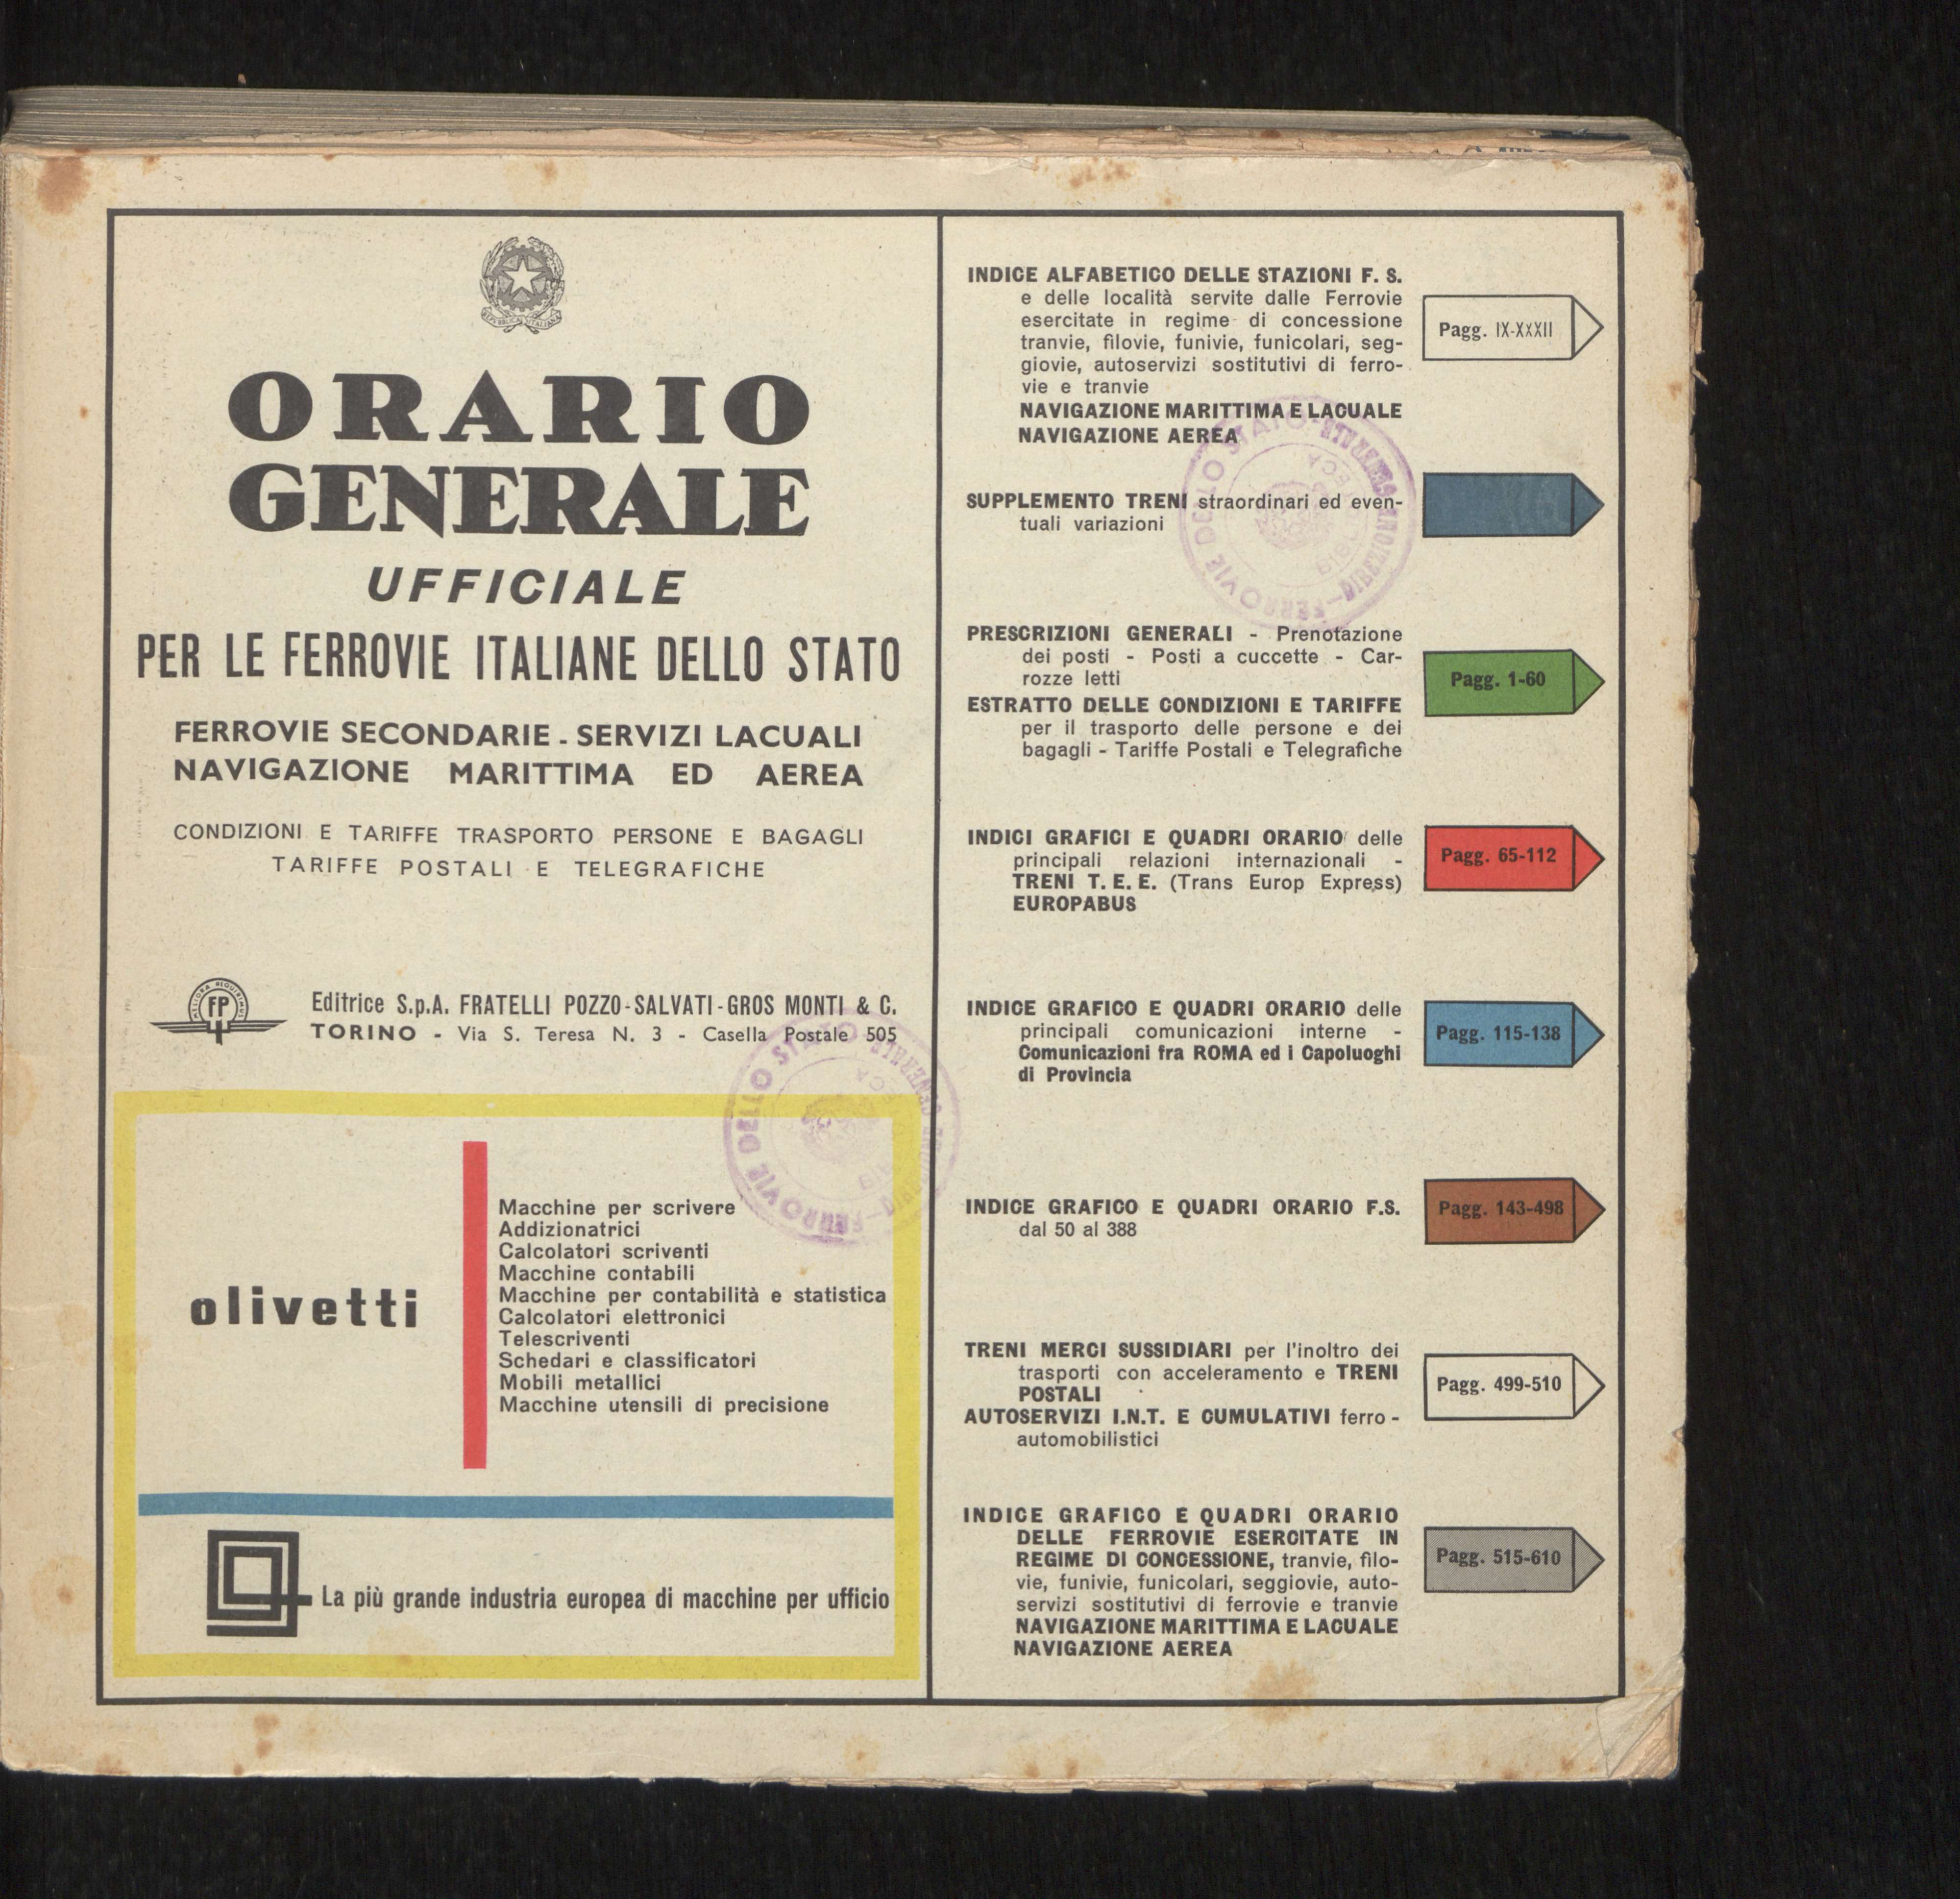 REPUBBLICA ITALIANA
ORARIO
GENERALE
UFFICIALE
PER LE FERROVIE ITALIANE DELLO STATO
FERROVIE SECONDARIE - SERVIZI LACUALI
NAVIGAZIONE MARITTIMA ED AEREA
CONDIZIONI E TARIFFE TRASPORTO PERSONE E BAGAGLI
TARIFFE POSTALI E TELEGRAFICHE
FP
Editrice S.p.A. FRATELLI POZZO-SALVATI-GROS MONTI & C.
TORINO - Via S. Teresa N. 3 - Casella Postale 505
olivetti
Macchine per scrivere
Addizionatrici
Calcolatori scriventi
Macchine contabili
Macchine per contabilità e statistica
Calcolatori elettronici
Telescriventi
Schedari e classificatori
Mobili metallici
Macchine utensili di precisione
La più grande industria europea di macchine per ufficio
INDICE ALFABETICO DELLE STAZIONI F. S.
e delle località servite dalle Ferrovie
esercitate in regime di concessione
tranvie, filovie, funivie, funicolari, seg-
giovie, autoservizi sostitutivi di ferro-
vie e tranvie
NAVIGAZIONE MARITTIMA E LACUALE
NAVIGAZIONE AEREA
Pagg. IX-XXXII
SUPPLEMENTO TRENI straordinari ed even-
tuali variazioni
PRESCRIZIONI GENERALI - Prenotazione
dei posti - Posti a cuccette - Car-
rozze letti
ESTRATTO DELLE CONDIZIONI E TARIFFE
per il trasporto delle persone e dei
bagagli - Tariffe Postali e Telegrafiche
Pagg. 1-60
INDICI GRAFICI E QUADRI ORARIO delle
principali relazioni internazionali -
TRENI T. E. E. (Trans Europ Express)
EUROPABUS
Pagg. 65-112
INDICE GRAFICO E QUADRI ORARIO delle
principali comunicazioni interne -
Comunicazioni fra ROMA ed i Capoluoghi
di Provincia
Pagg. 115-138
INDICE GRAFICO E QUADRI ORARIO F.S.
dal 50 al 388
Pagg. 143-498
TRENI MERCI SUSSIDIARI per l'inoltro dei
trasporti con acceleramento e TRENI
POSTALI
AUTOSERVIZI I.N.T. E CUMULATIVI ferro-
automobilistici
Pagg. 499-510
INDICE GRAFICO E QUADRI ORARIO
DELLE FERROVIE ESERCITATE IN
REGIME DI CONCESSIONE, tranvie, filo-
vie, funivie, funicolari, seggiovie, auto-
servizi sostitutivi di ferrovie e tranvie
NAVIGAZIONE MARITTIMA E LACUALE
NAVIGAZIONE AEREA
Pagg. 515-610
FERROVIE DELLO STATO - DIREZIONE GENERALE
FERROVIE DELLO STATO